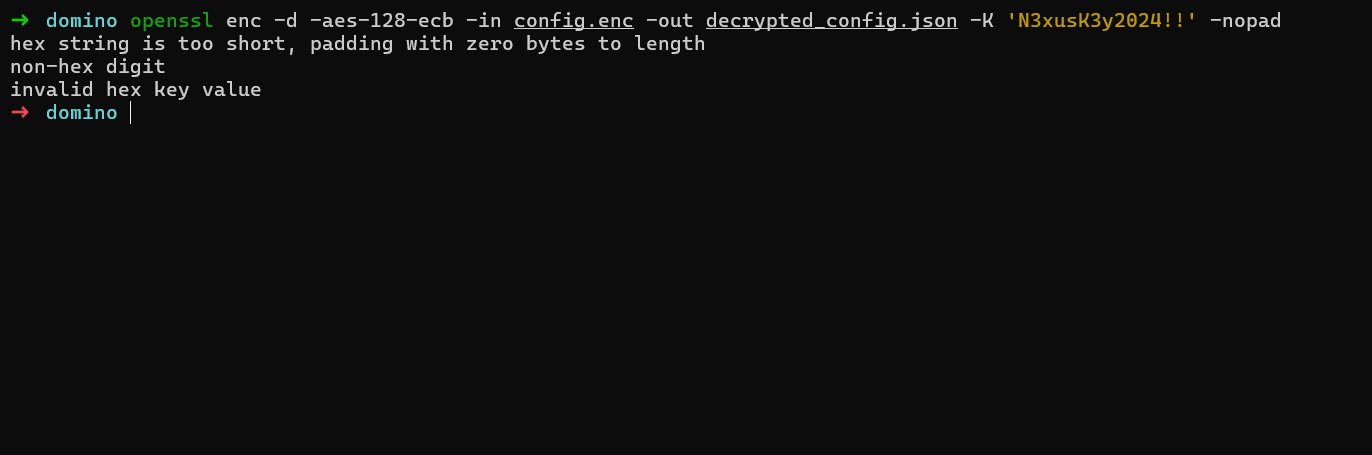 → domino openssl enc -d -aes-128-ecb -in config.enc -out decrypted_config.json -K 'N3xusK3y2024!!' -nopad
hex string is too short, padding with zero bytes to length
non-hex digit
invalid hex key value
→ domino